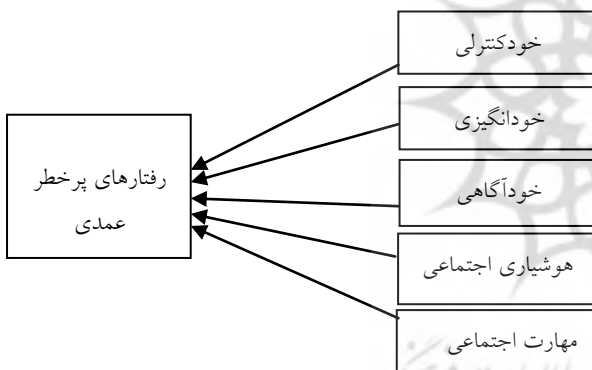 خودکنترلی
خودانگیزی
خودآگاهی
هوشیاری اجتماعی
مهارت اجتماعی
رفتارهای پرخطر
عمدی